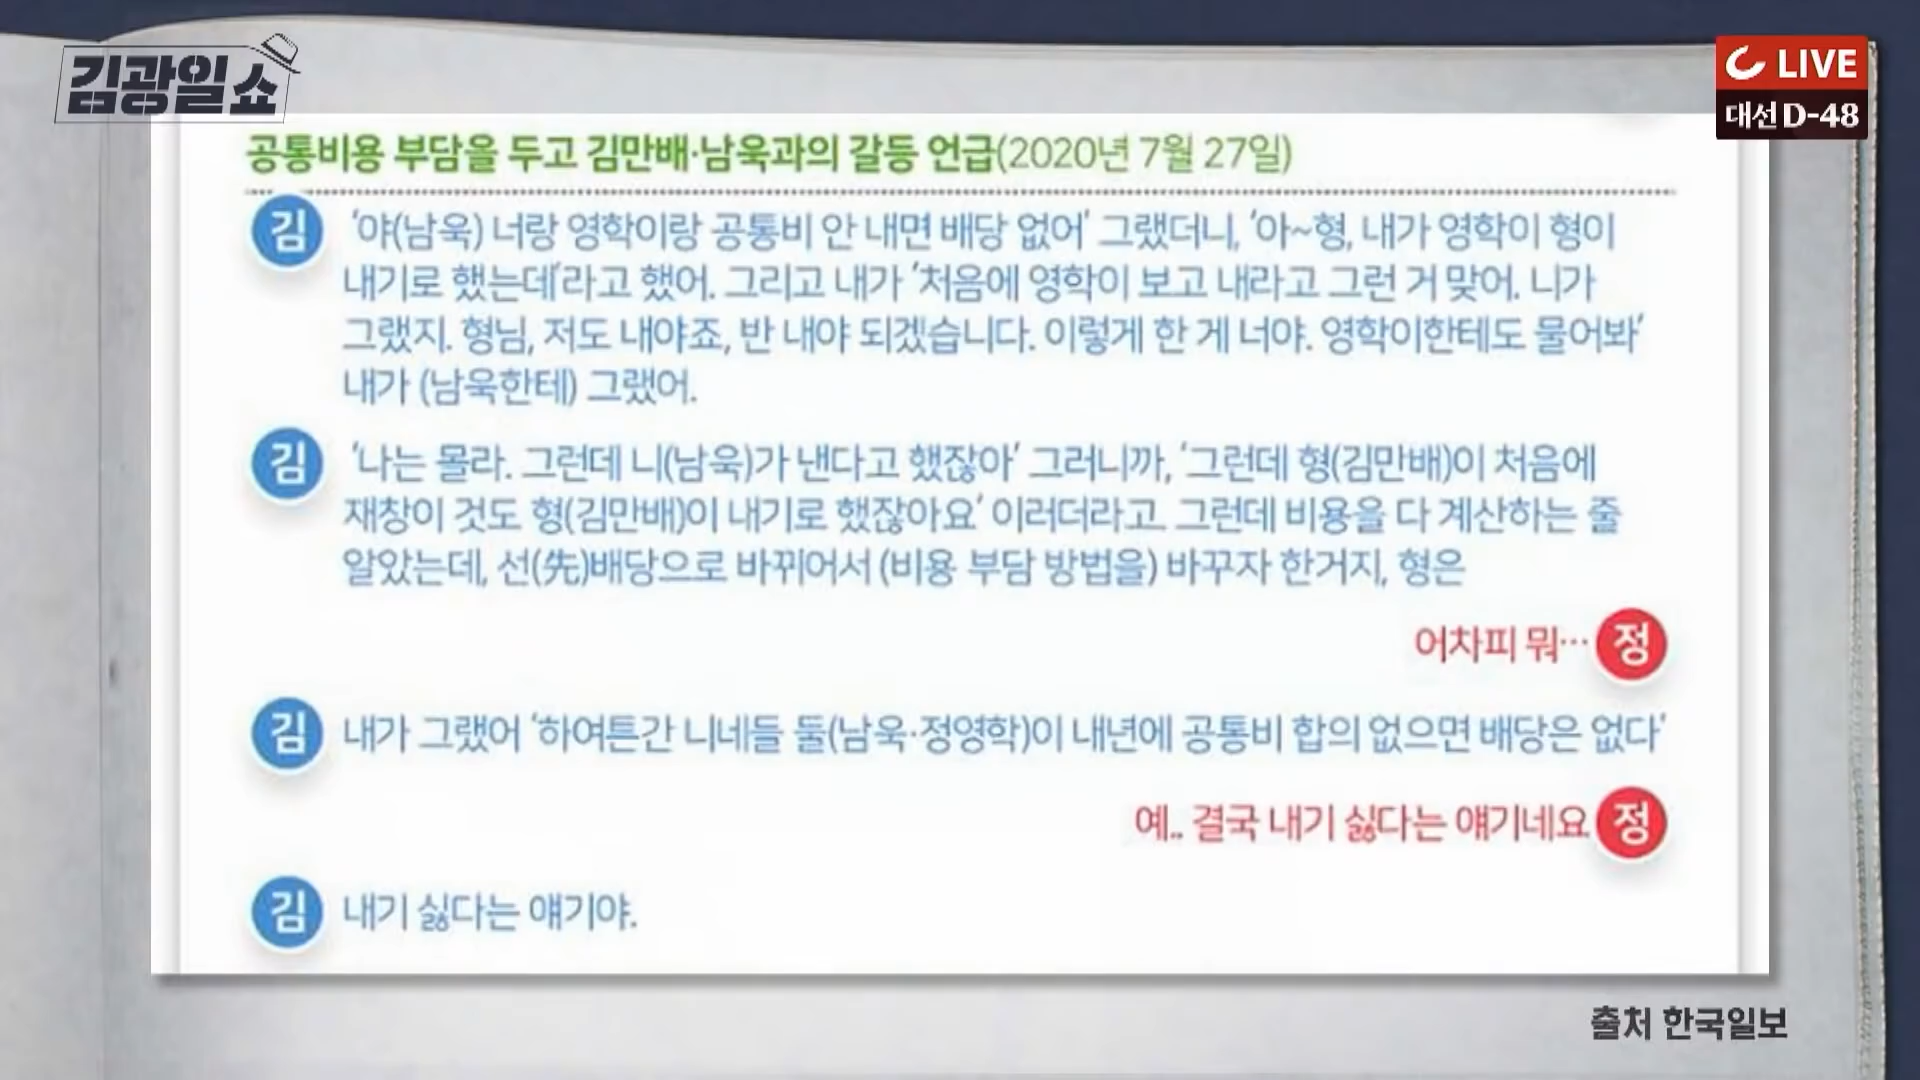 김광일쇼
LIVE
대선 D-48
공통비용 부담을 두고 김만배·남욱과의 갈등 언급(2020년 7월 27일)
김 '야(남욱) 너랑 영학이랑 공통비 안 내면 배당 없어' 그랬더니, '아~형, 내가 영학이 형이
내기로 했는데'라고 했어. 그리고 내가 '처음에 영학이 보고 내라고 그런 거 맞어. 니가
그랬지. 형님, 저도 내야죠, 반 내야 되겠습니다. 이렇게 한 게 너야. 영학이한테도 물어봐'
내가 (남욱한테) 그랬어.
김 '나는 몰라. 그런데 니(남욱)가 낸다고 했잖아' 그러니까, '그런데 형(김만배)이 처음에
재창이 것도 형(김만배)이 내기로 했잖아요' 이러더라고. 그런데 비용을 다 계산하는 줄
알았는데, 선(先)배당으로 바뀌어서 (비용 부담 방법을) 바꾸자 한거지, 형은
어차피 뭐… 정
김 내가 그랬어 '하여튼간 니네들 둘(남욱·정영학)이 내년에 공통비 합의 없으면 배당은 없다'
예.. 결국 내기 싫다는 얘기네요 정
김 내기 싫다는 얘기야.
출처 한국일보